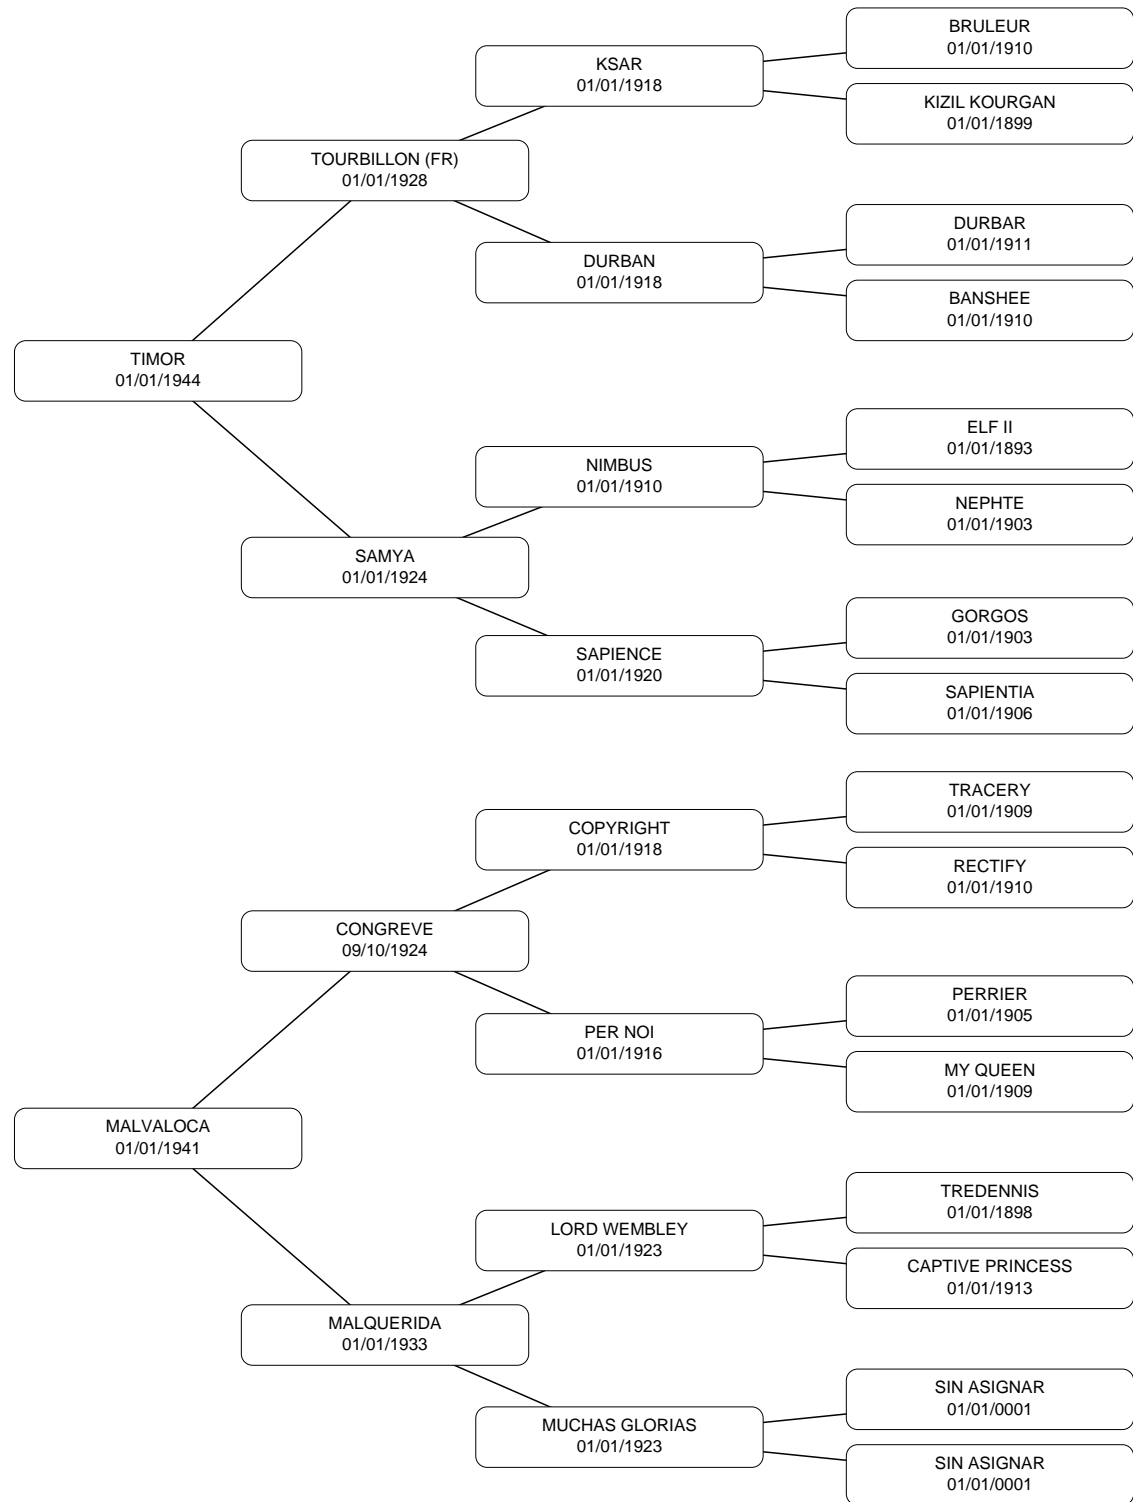 BRULEUR
01/01/1910
KSAR
01/01/1918
KIZIL KOURGAN
01/01/1899
TOURBILLON (FR)
01/01/1928
DURBAR
01/01/1911
DURBAN
01/01/1918
BANSHEE
01/01/1910
TIMOR
01/01/1944
ELF II
01/01/1893
NIMBUS
01/01/1910
NEPHTE
01/01/1903
SAMYA
01/01/1924
GORGOS
01/01/1903
SAPIENCE
01/01/1920
SAPIENTIA
01/01/1906
TRACERY
01/01/1909
COPYRIGHT
01/01/1918
RECTIFY
01/01/1910
CONGREVE
09/10/1924
PERRIER
01/01/1905
PER NOI
01/01/1916
MY QUEEN
01/01/1909
MALVALOCA
01/01/1941
TREDENNIS
01/01/1898
LORD WEMBLEY
01/01/1923
CAPTIVE PRINCESS
01/01/1913
MALQUERIDA
01/01/1933
SIN ASIGNAR
01/01/0001
MUCHAS GLORIAS
01/01/1923
SIN ASIGNAR
01/01/0001